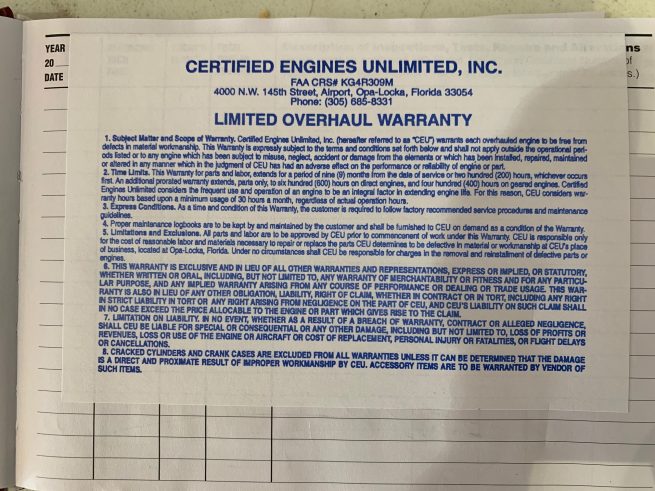 YEAR
20
DATE
ns
of
s.)
CERTIFIED ENGINES UNLIMITED, INC.
FAA CRS# KG4R309M
4000 N.W. 145th Street, Airport, Opa-Locka, Florida 33054
Phone: (305) 685-8331
LIMITED OVERHAUL WARRANTY
1. Subject Matter and Scope of Warranty. Certified Engines Unlimited, Inc. (hereafter referred to as "CEU") warrants each overhauled engine to be free from
defects in material workmanship. This Warranty is expressly subject to the terms and conditions set forth below and shall not apply outside the operational peri-
ods listed or to any engine which has been subject to misuse, neglect, accident or damage from the elements or which has been installed, repaired, maintained
or altered in any manner which in the judgment of CEU has had an adverse effect on the performance or reliability of engine or part.
2. Time Limits. This Warranty for parts and labor, extends for a period of nine (9) months from the date of service or two hundred (200) hours, whichever occurs
first. An additional prorated warranty extends, parts only, to six hundred (600) hours on direct engines, and four hundred (400) hours on geared engines. Certified
Engines Unlimited considers the frequent use and operation of an engine to be an integral factor in extending engine life. For this reason, CEU considers war-
ranty hours based upon a minimum usage of 30 hours a month, regardless of actual operation hours.
3. Express Conditions. As a time and condition of this Warranty, the customer is required to follow factory recommended service procedures and maintenance
guidelines.
4. Proper maintenance logbooks are to be kept by and maintained by the customer and shall be furnished to CEU on demand as a condition of the Warranty.
5. Limitations and Exclusions. All parts and labor are to be approved by CEU prior to commencement of work under this Warranty. CEU is responsible only
for the cost of reasonable labor and materials necessary to repair or replace the parts CEU determines to be defective in material or workmanship at CEU's place
of business, located at Opa-Locka, Florida. Under no circumstances shall CEU be responsible for charges in the removal and reinstallation of defective parts or
engines.
6. THIS WARRANTY IS EXCLUSIVE AND IN LIEU OF ALL OTHER WARRANTIES AND REPRESENTATIONS, EXPRESS OR IMPLIED, OR STATUTORY,
WHETHER WRITTEN OR ORAL, INCLUDING, BUT NOT LIMITED TO, ANY WARRANTY OF MERCHANTABILITY OR FITNESS AND FOR ANY PARTICU-
LAR PURPOSE, AND ANY IMPLIED WARRANTY ARISING FROM ANY COURSE OF PERFORMANCE OR DEALING OR TRADE USAGE. THIS WAR-
RANTY IS ALSO IN LIEU OF ANY OTHER OBLIGATION, LIABILITY, RIGHT OF CLAIM, WHETHER IN CONTRACT OR IN TORT, INCLUDING ANY RIGHT
IN STRICT LIABILITY IN TORT OR ANY RIGHT ARISING FROM NEGLIGENCE ON THE PART OF CEU, AND CEU'S LIABILITY ON SUCH CLAIM SHALL
IN NO CASE EXCEED THE PRICE ALLOCABLE TO THE ENGINE OR PART WHICH GIVES RISE TO THE CLAIM.
7. LIMITATION ON LIABILITY. IN NO EVENT, WHETHER AS A RESULT OF A BREACH OF WARRANTY, CONTRACT OR ALLEGED NEGLIGENCE,
SHALL CEU BE LIABLE FOR SPECIAL OR CONSEQUENTIAL OR ANY OTHER DAMAGE, INCLUDING BUT NOT LIMITED TO, LOSS OF PROFITS OR
REVENUES, LOSS OR USE OF THE ENGINE OR AIRCRAFT OR COST OF REPLACEMENT, PERSONAL INJURY OR FATALITIES, OR FLIGHT DELAYS
OR CANCELLATIONS.
8. CRACKED CYLINDERS AND CRANK CASES ARE EXCLUDED FROM ALL WARRANTIES UNLESS IT CAN BE DETERMINED THAT THE DAMAGE
IS A DIRECT AND PROXIMATE RESULT OF IMPROPER WORKMANSHIP BY CEU. ACCESSORY ITEMS ARE TO BE WARRANTED BY VENDOR OF
SUCH ITEMS.